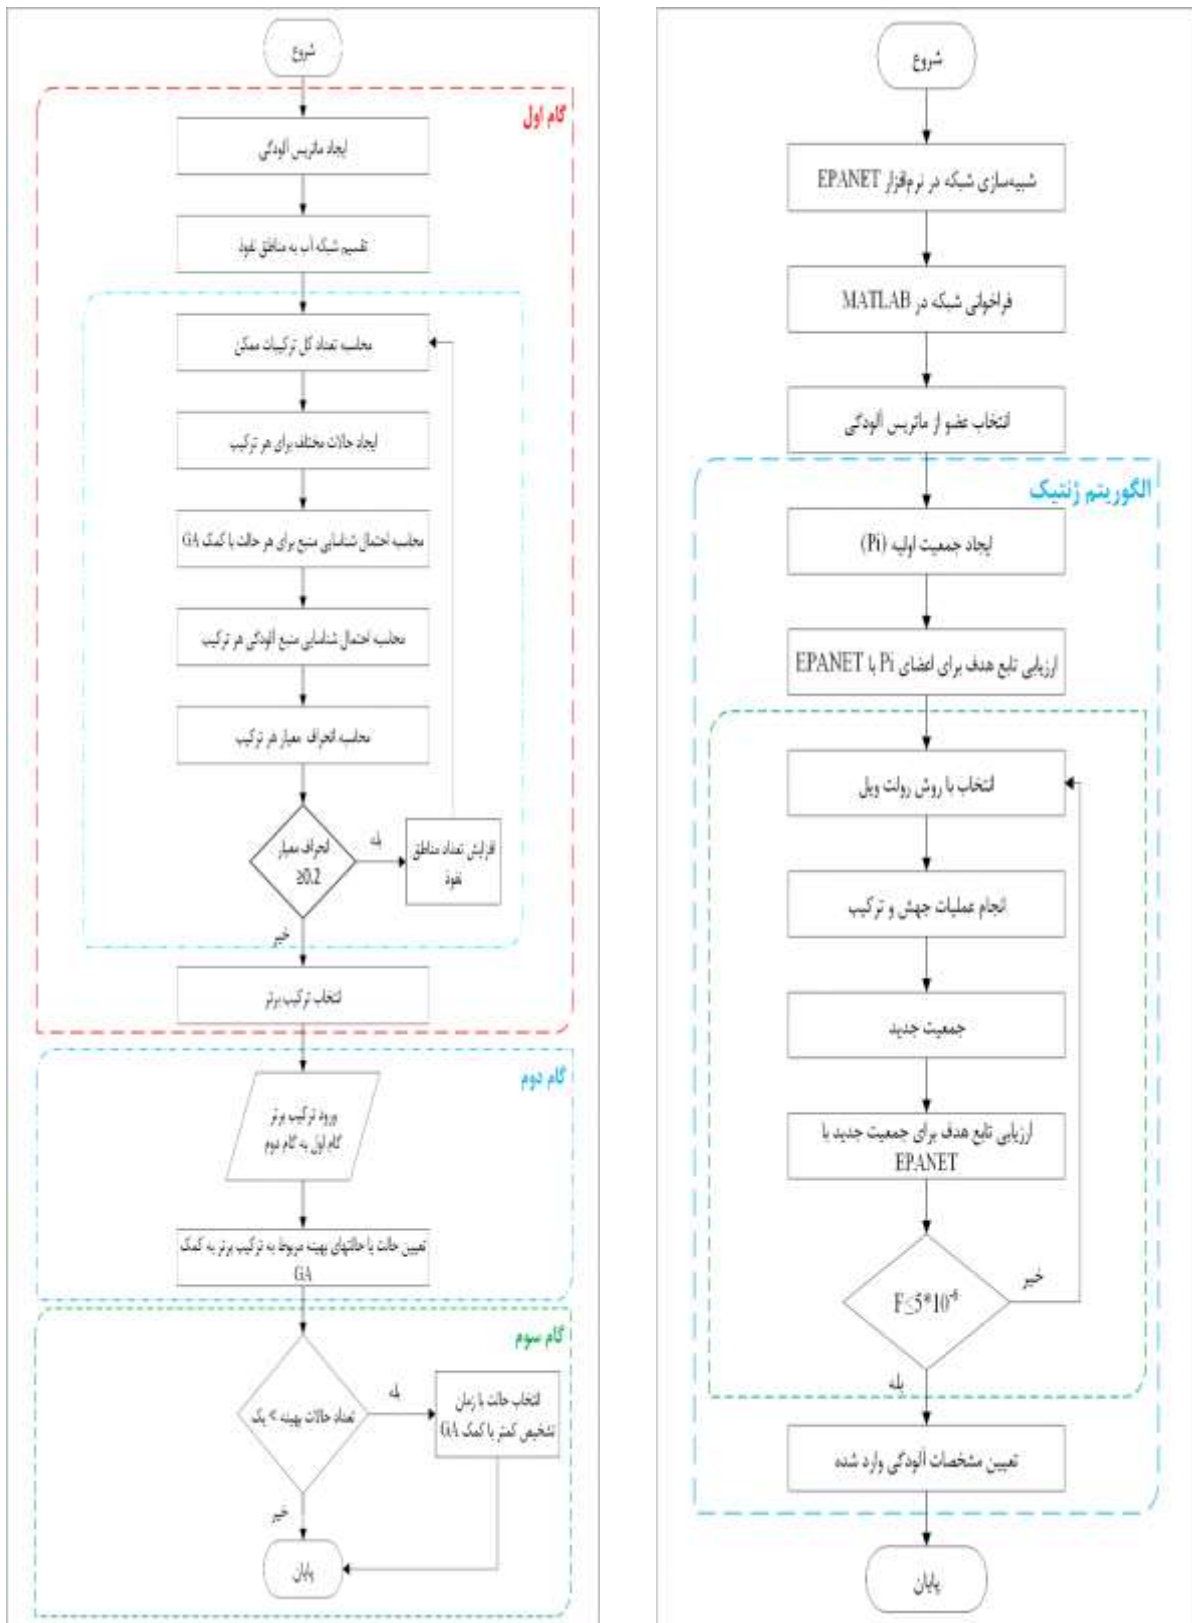 شروع
گام اول
ایجاد ماتریس آلودگی
تقسیم شبکه آب به مناطق نفوذ
محاسبه تعداد کل ترکیبات ممکن
ایجاد حالات مختلف برای هر ترکیب
محاسبه احتمال شناسایی منبع برای هر حالت با کمک GA
محاسبه احتمال شناسایی منبع آلودگی هر ترکیب
محاسبه انحراف معیار هر ترکیب
انحراف معیار
≥0.2
بله
افزایش تعداد مناطق
نفوذ
خیر
انتخاب ترکیب برتر
گام دوم
ورود ترکیب برتر
گام اول به گام دوم
تعیین حالت یا حالتهای بهینه مربوط به ترکیب برتر به کمک
GA
گام سوم
تعداد حالات بهینه > یک
بله
انتخاب حالت با زمان
تشخیص کمتر با کمک GA
خیر
پایان
شروع
شبیه‌سازی شبکه در نرم‌افزار EPANET
فراخوانی شبکه در MATLAB
انتخاب عضو از ماتریس آلودگی
الگوریتم ژنتیک
ایجاد جمعیت اولیه (Pi)
ارزیابی تابع هدف برای اعضای Pi با EPANET
انتخاب با روش رولت ویل
انجام عملیات جهش و ترکیب
جمعیت جدید
ارزیابی تابع هدف برای جمعیت جدید با
EPANET
خیر
بله
تعیین مشخصات آلودگی وارد شده
پایان